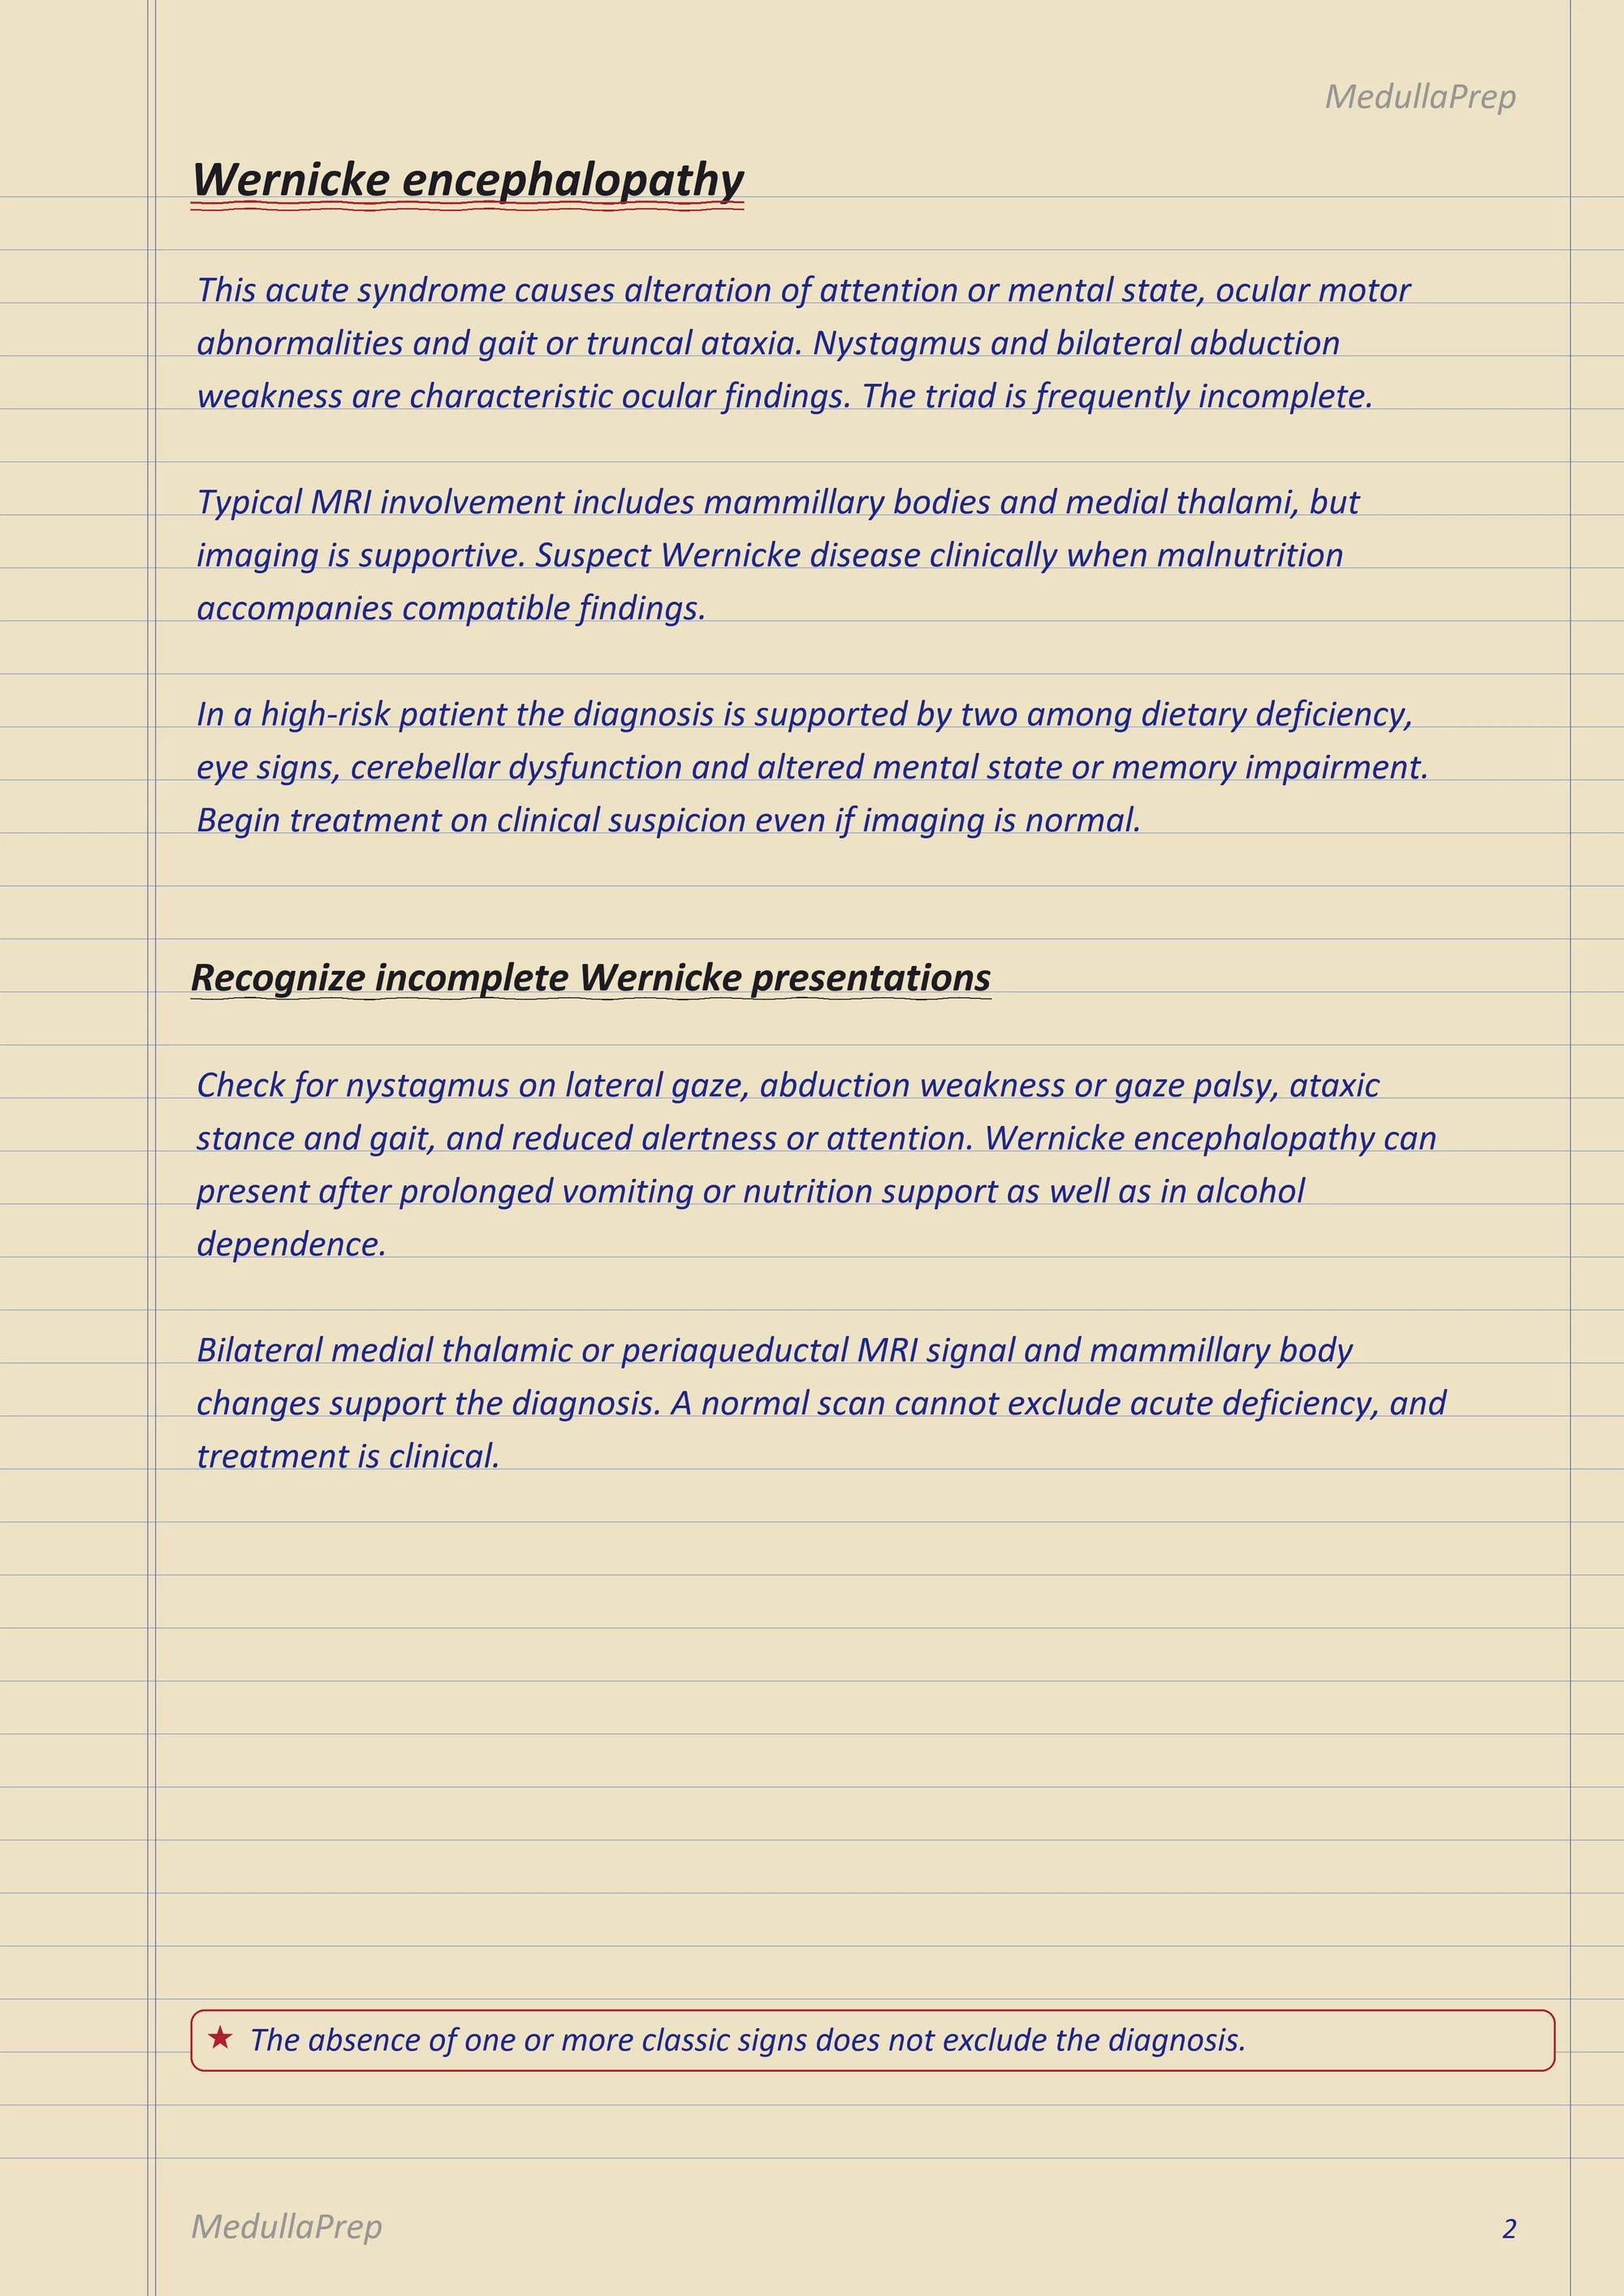 MedullaPrep
Wernicke encephalopathy
This acute syndrome causes alteration of attention or mental state, ocular motor
abnormalities and gait or truncal ataxia. Nystagmus and bilateral abduction
weakness are characteristic ocular findings. The triad is frequently incomplete.
Typical MRI involvement includes mammillary bodies and medial thalami, but
imaging is supportive. Suspect Wernicke disease clinically when malnutrition
accompanies compatible findings.
In a high-risk patient the diagnosis is supported by two among dietary deficiency,
eye signs, cerebellar dysfunction and altered mental state or memory impairment.
Begin treatment on clinical suspicion even if imaging is normal.
Recognize incomplete Wernicke presentations
Check for nystagmus on lateral gaze, abduction weakness or gaze palsy, ataxic
stance and gait, and reduced alertness or attention. Wernicke encephalopathy can
present after prolonged vomiting or nutrition support as well as in alcohol
dependence.
Bilateral medial thalamic or periaqueductal MRI signal and mammillary body
changes support the diagnosis. A normal scan cannot exclude acute deficiency, and
treatment is clinical.
★ The absence of one or more classic signs does not exclude the diagnosis.
MedullaPrep
2